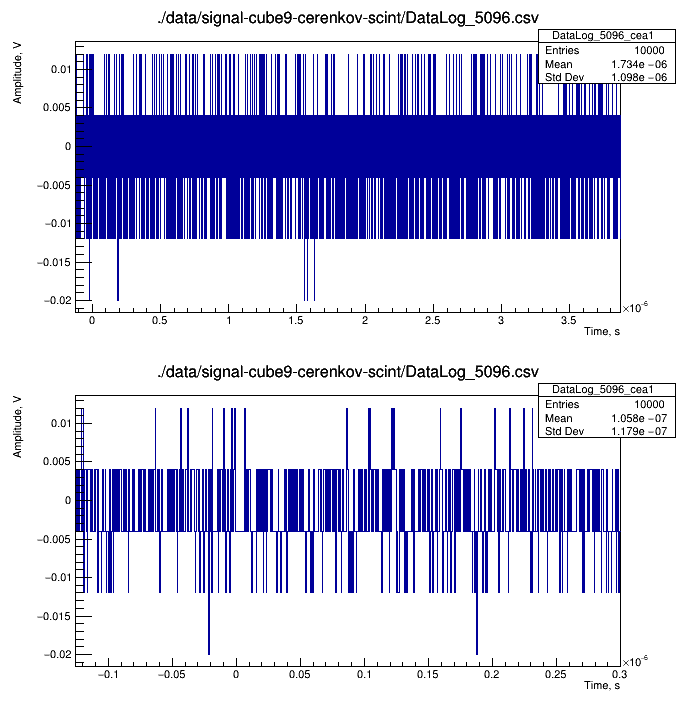 ./data/signal-cube9-cerenkov-scint/DataLog_5096.csv
DataLog_5096_cea1
Entries 10000
Mean 1.734e −06
Std Dev 1.098e −06
Amplitude, V
0.01
0.005
0
−0.005
−0.01
−0.015
−0.02
0 0.5 1 1.5 2 2.5 3 3.5
×10⁻⁶
Time, s
./data/signal-cube9-cerenkov-scint/DataLog_5096.csv
DataLog_5096_cea1
Entries 10000
Mean 1.058e −07
Std Dev 1.179e −07
Amplitude, V
0.01
0.005
0
−0.005
−0.01
−0.015
−0.02
−0.1 −0.05 0 0.05 0.1 0.15 0.2 0.25 0.3
×10⁻⁶
Time, s